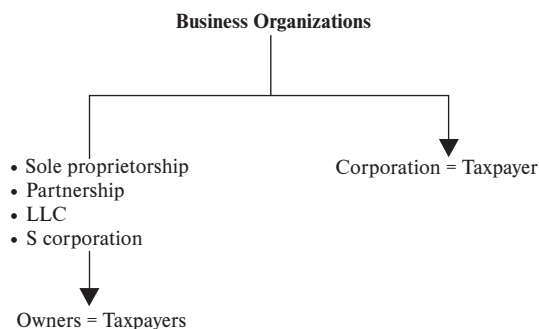 Business Organizations
• Sole proprietorship
• Partnership
• LLC
• S corporation
Owners = Taxpayers
Corporation = Taxpayer